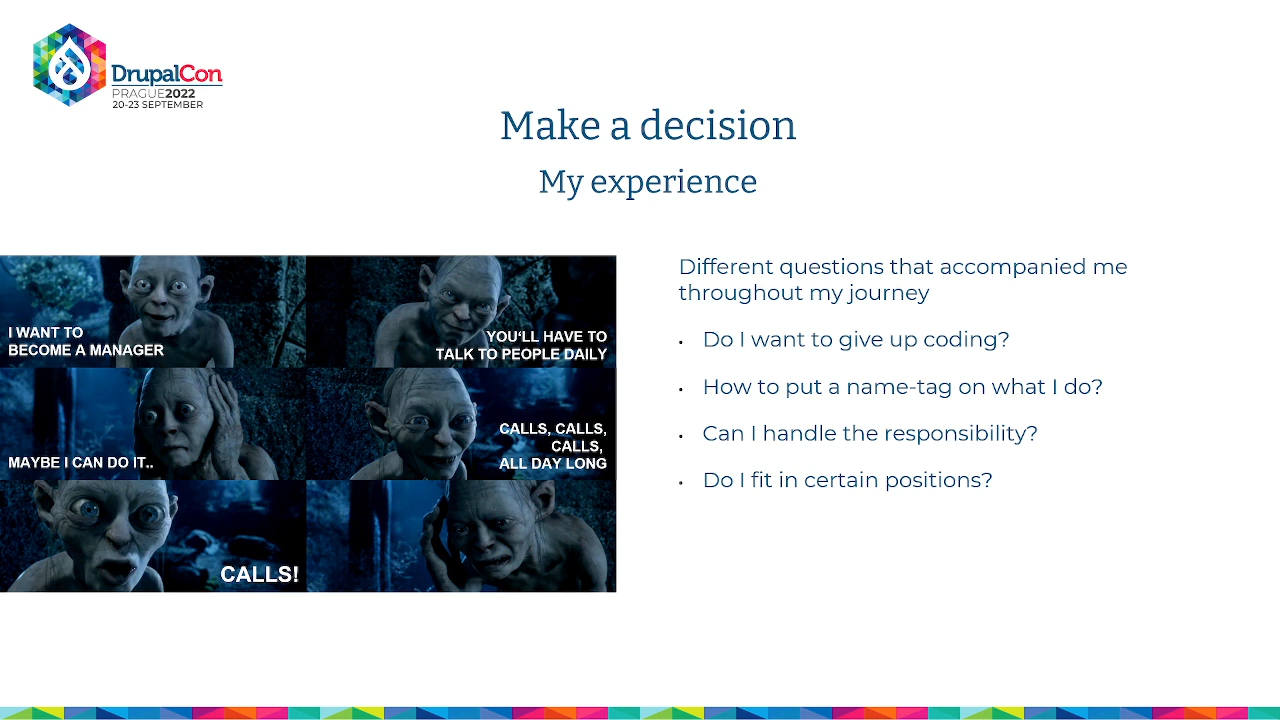 DrupalCon
PRAGUE2022
20-23 SEPTEMBER
Make a decision
My experience
I WANT TO
BECOME A MANAGER
YOU'LL HAVE TO
TALK TO PEOPLE DAILY
MAYBE I CAN DO IT..
CALLS, CALLS,
CALLS,
ALL DAY LONG
CALLS!
Different questions that accompanied me
throughout my journey
• Do I want to give up coding?
• How to put a name-tag on what I do?
• Can I handle the responsibility?
• Do I fit in certain positions?